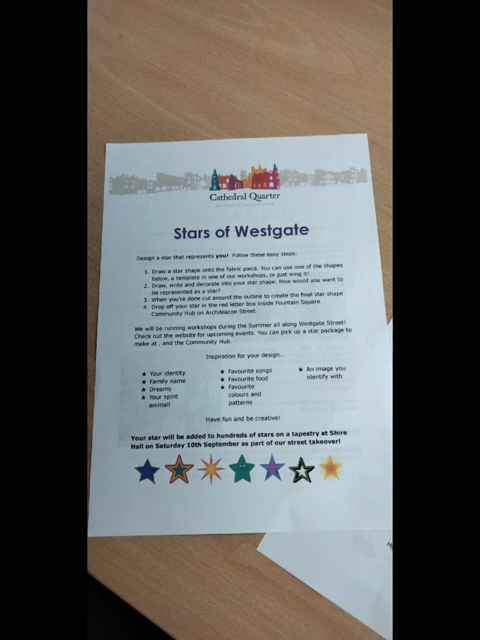 Cathedral Quarter
Stars of Westgate
Design a star that represents you! Follow these easy steps:
1. Draw a star shape onto the fabric piece. You can use one of the shapes
below, a template in one of our workshops, or just wing it!
2. Draw, write and decorate into your star shape. How would you want to
be represented as a star?
3. When you're done cut around the outline to create the final star shape
4. Drop off your star in the red letter box inside Fountain Square
Community Hub on Archdeacon Street
We will be running workshops during the Summer all along Westgate Street!
Check out the website for upcoming events. You can pick up a star package to
make at , and the Community Hub.
Inspiration for your design...
★ Your identity
★ Family name
★ Dreams
★ Your spirit
animal!
★ Favourite songs
★ Favourite food
★ Favourite
colours and
patterns
★ An image you
identify with
Have fun and be creative!
Your star will be added to hundreds of stars on a tapestry at Shire
Hall on Saturday 10th September as part of our street takeover!